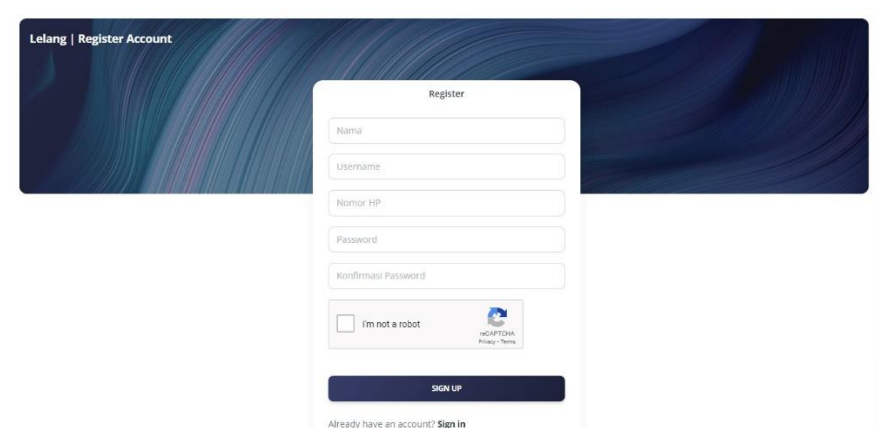 Lelang | Register Account
Register
Nama
Username
Nomor HP
Password
Konfirmasi Password
I'm not a robot
reCAPTCHA
Privacy - Terms
SIGN UP
Already have an account? Sign in